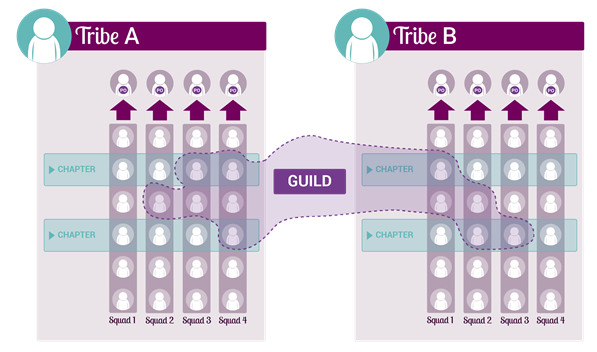 Tribe A
PO PO PO PO
CHAPTER
CHAPTER
Squad 1 Squad 2 Squad 3 Squad 4
GUILD
Tribe B
PO PO PO PO
CHAPTER
CHAPTER
Squad 1 Squad 2 Squad 3 Squad 4